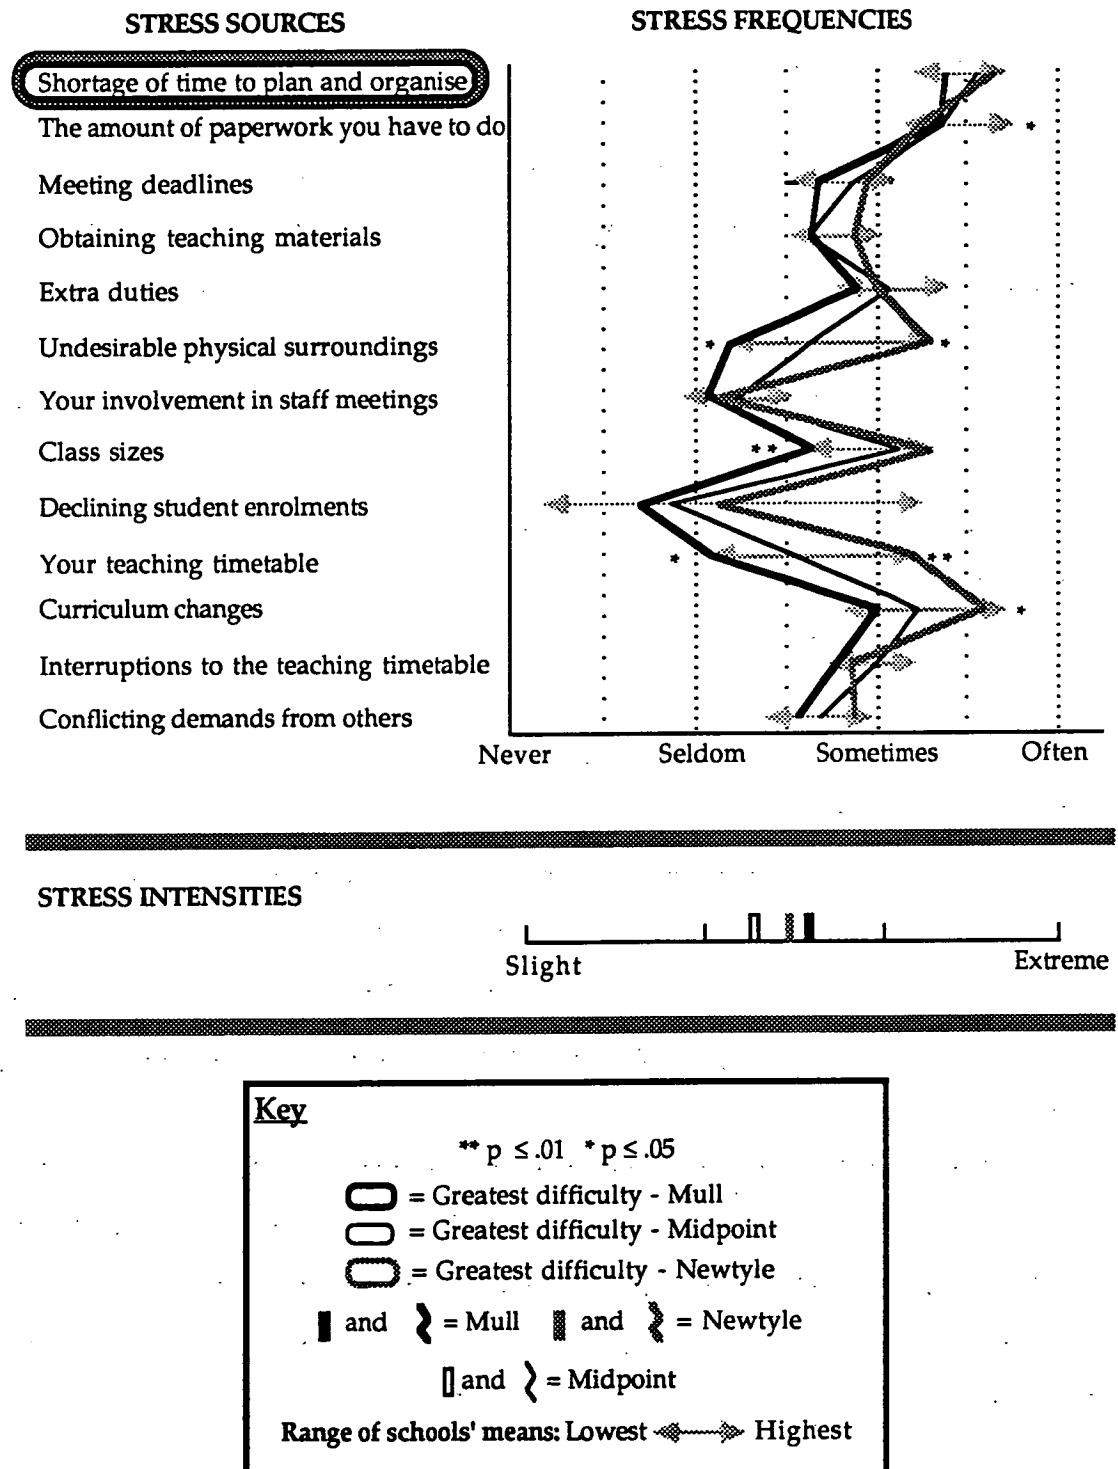 STRESS SOURCES STRESS FREQUENCIES
Shortage of time to plan and organise
The amount of paperwork you have to do
*
Meeting deadlines
Obtaining teaching materials
Extra duties
Undesirable physical surroundings
* *
Your involvement in staff meetings
Class sizes
**
Declining student enrolments
Your teaching timetable
* **
Curriculum changes
*
Interruptions to the teaching timetable
Conflicting demands from others
Never Seldom Sometimes Often
STRESS INTENSITIES
Slight Extreme
Key
** p ≤ .01 * p ≤ .05
= Greatest difficulty - Mull
= Greatest difficulty - Midpoint
= Greatest difficulty - Newtyle
and = Mull and = Newtyle
and = Midpoint
Range of schools' means: Lowest Highest